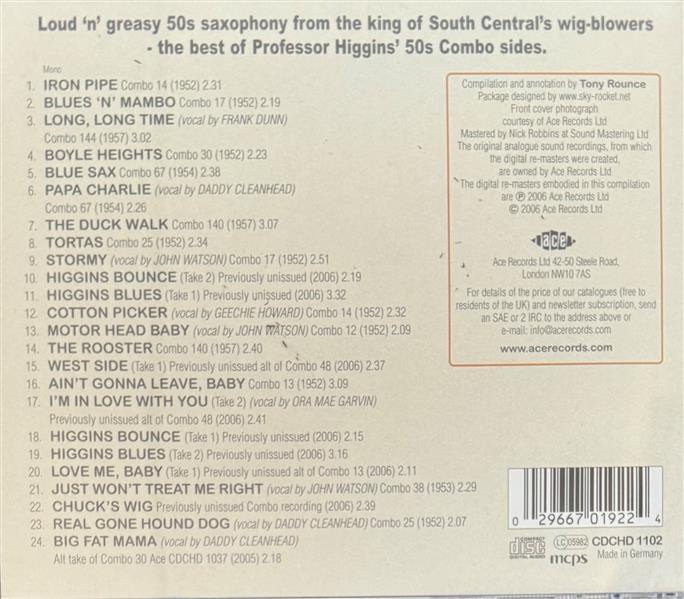 Loud 'n' greasy 50s saxophony from the king of South Central's wig-blowers
- the best of Professor Higgins' 50s Combo sides.
Mono
1. IRON PIPE Combo 14 (1952) 2.31
2. BLUES 'N' MAMBO Combo 17 (1952) 2.19
3. LONG, LONG TIME (vocal by FRANK DUNN)
Combo 144 (1957) 3.02
4. BOYLE HEIGHTS Combo 30 (1952) 2.23
5. BLUE SAX Combo 67 (1954) 2.38
6. PAPA CHARLIE (vocal by DADDY CLEANHEAD)
Combo 67 (1954) 2.26
7. THE DUCK WALK Combo 140 (1957) 3.07
8. TORTAS Combo 25 (1952) 2.34
9. STORMY (vocal by JOHN WATSON) Combo 17 (1952) 2.51
10. HIGGINS BOUNCE (Take 2) Previously unissued (2006) 2.19
11. HIGGINS BLUES (Take 1) Previously unissued (2006) 3.32
12. COTTON PICKER (vocal by GEECHIE HOWARD) Combo 14 (1952) 2.32
13. MOTOR HEAD BABY (vocal by JOHN WATSON) Combo 12 (1952) 2.09
14. THE ROOSTER Combo 140 (1957) 2.40
15. WEST SIDE (Take 1) Previously unissued alt of Combo 48 (2006) 2.37
16. AIN'T GONNA LEAVE, BABY Combo 13 (1952) 3.09
17. I'M IN LOVE WITH YOU (Take 2) (vocal by ORA MAE GARVIN)
Previously unissued alt of Combo 48 (2006) 2.41
18. HIGGINS BOUNCE (Take 1) Previously unissued (2006) 2.15
19. HIGGINS BLUES (Take 2) Previously unissued (2006) 3.16
20. LOVE ME, BABY (Take 1) Previously unissued alt of Combo 13 (2006) 2.11
21. JUST WON'T TREAT ME RIGHT (vocal by JOHN WATSON) Combo 38 (1953) 2.29
22. CHUCK'S WIG Previously unissued Combo recording (2006) 2.39
23. REAL GONE HOUND DOG (vocal by DADDY CLEANHEAD) Combo 25 (1952) 2.07
24. BIG FAT MAMA (vocal by DADDY CLEANHEAD)
Alt take of Combo 30 Ace CDCHD 1037 (2005) 2.18
Compilation and annotation by Tony Rounce
Package designed by www.sky-rocket.net
Front cover photograph
courtesy of Ace Records Ltd
Mastered by Nick Robbins at Sound Mastering Ltd
The original analogue sound recordings, from which
the digital re-masters were created,
are owned by Ace Records Ltd
The digital re-masters embodied in this compilation
are ℗ 2006 Ace Records Ltd
© 2006 Ace Records Ltd
ace
Ace Records Ltd 42-50 Steele Road,
London NW10 7AS
For details of the price of our catalogues (free to
residents of the UK) and newsletter subscription, send
an SAE or 2 IRC to the address above or
e-mail: info@acerecords.com
www.acerecords.com
0 29667 01922 4
COMPACT
disc
DIGITAL AUDIO
LC 05982
mcps
CDCHD 1102
Made in Germany